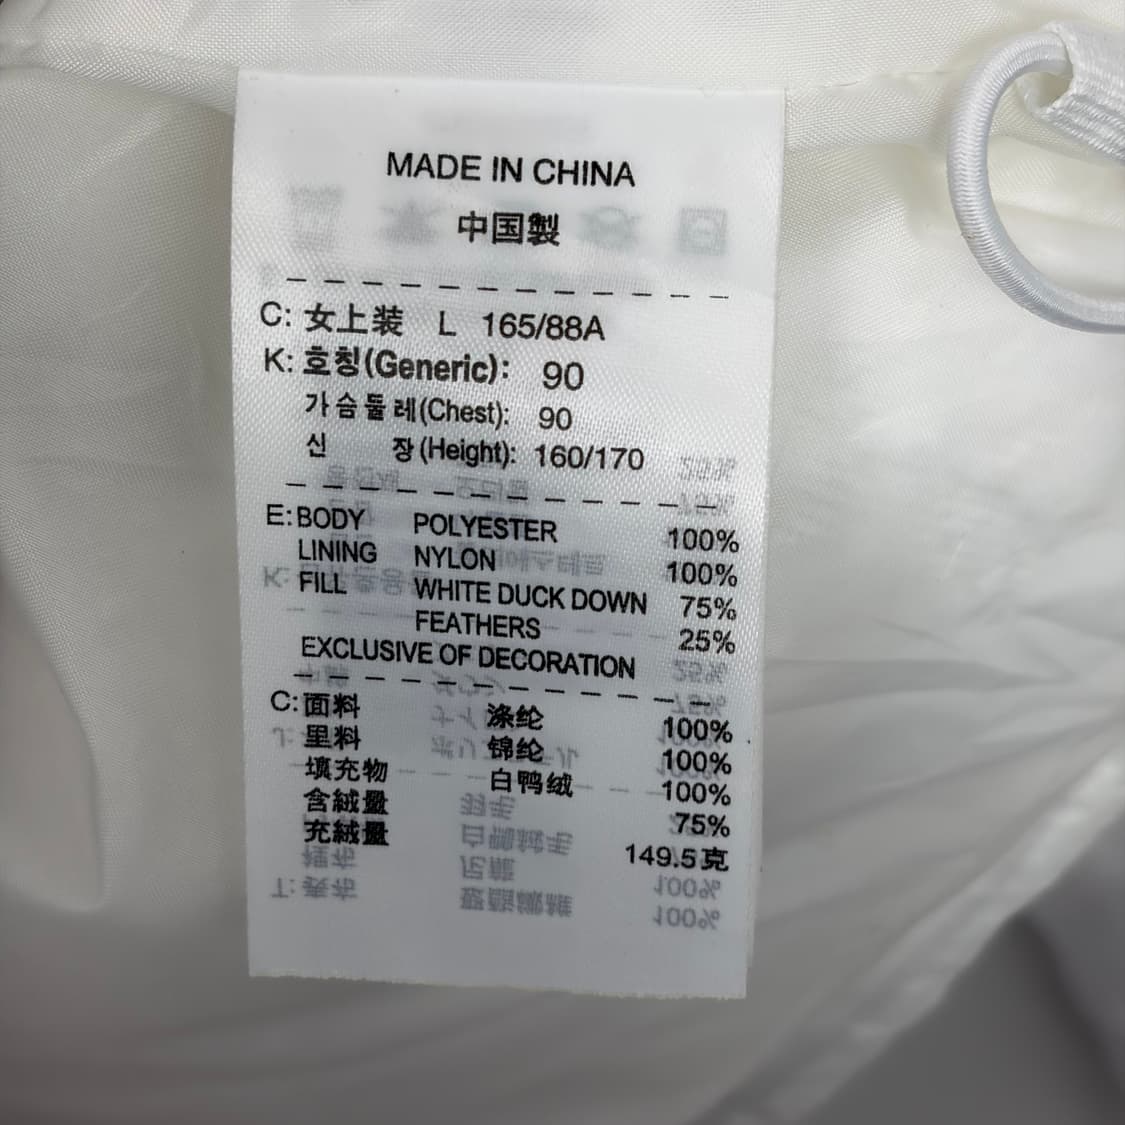 MADE IN CHINA
中国製
C: 女上装 L 165/88A
K: 호칭(Generic): 90
가슴둘레(Chest): 90
신 장(Height): 160/170
E: BODY POLYESTER 100%
LINING NYLON 100%
FILL WHITE DUCK DOWN 75%
FEATHERS 25%
EXCLUSIVE OF DECORATION
C: 面料 涤纶 100%
里料 锦纶 100%
填充物 白鸭绒 100%
含絨量 75%
充絨量 149.5克